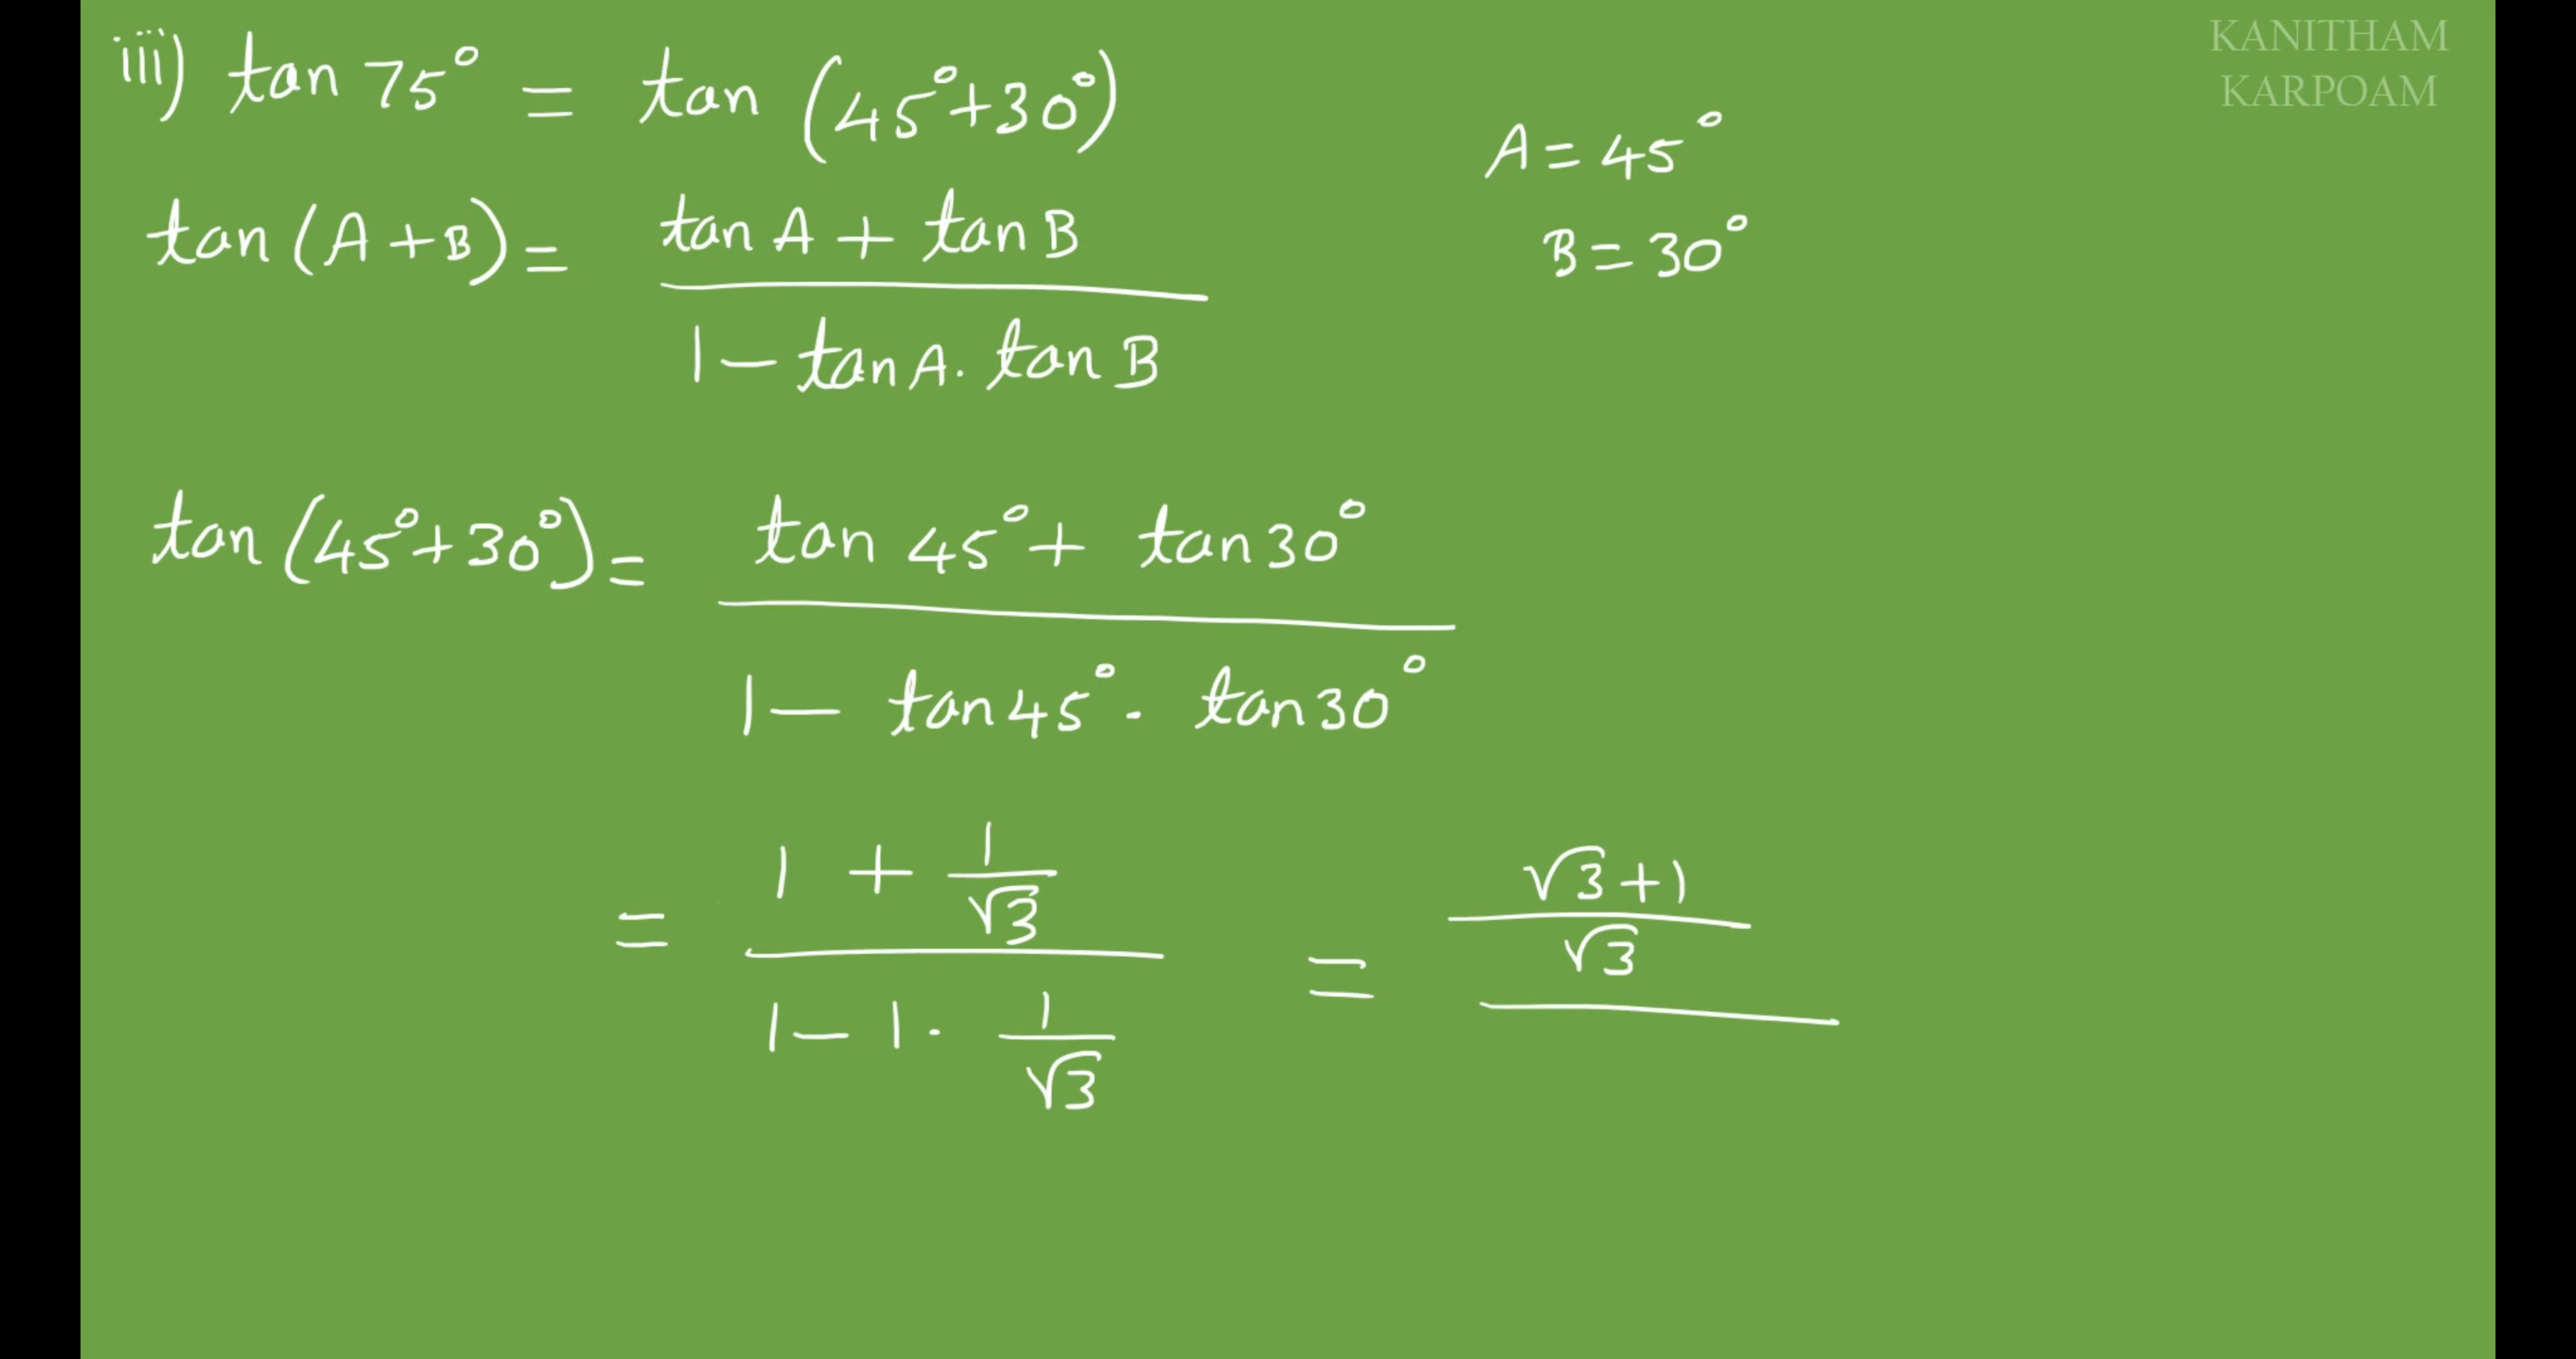 KANITHAM
KARPOAM
iii) tan 75° = tan (45°+30°)
A = 45°
B = 30°
tan (A+B) = tan A + tan B
1 - tan A . tan B
tan (45°+30°) = tan 45° + tan 30°
1 - tan 45° . tan 30°
= 1 + 1/√3
1 - 1 . 1/√3
= √3+1
√3